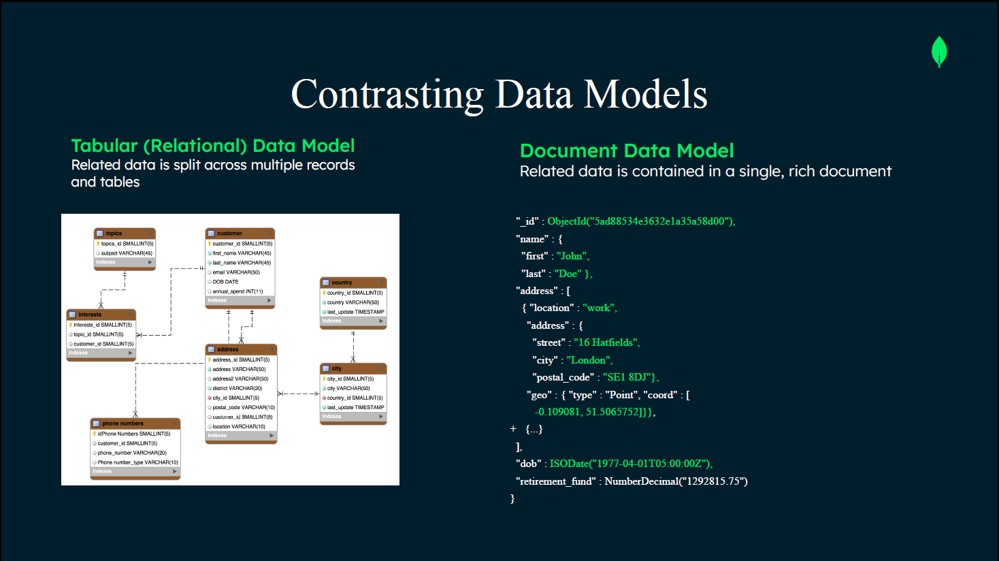 Contrasting Data Models
Tabular (Relational) Data Model
Related data is split across multiple records
and tables
topics
topics_id SMALLINT(5)
subject VARCHAR(45)
Indexes
customer
customer_id SMALLINT(5)
first_name VARCHAR(45)
last_name VARCHAR(45)
email VARCHAR(50)
DOB DATE
annual_spend INT(11)
Indexes
country
country_id SMALLINT(5)
country VARCHAR(50)
last_update TIMESTAMP
Indexes
interests
interests_id SMALLINT(5)
topic_id SMALLINT(5)
customer_id SMALLINT(5)
Indexes
address
address_id SMALLINT(5)
address VARCHAR(50)
address2 VARCHAR(50)
district VARCHAR(20)
city_id SMALLINT(5)
postal_code VARCHAR(10)
customer_id SMALLINT(5)
location VARCHAR(10)
Indexes
city
city_id SMALLINT(5)
city VARCHAR(50)
country_id SMALLINT(5)
last_update TIMESTAMP
Indexes
phone numbers
idPhone Numbers SMALLINT(5)
customer_id SMALLINT(5)
phone_number VARCHAR(20)
Phone number_type VARCHAR(10)
Indexes
Document Data Model
Related data is contained in a single, rich document
"_id" : ObjectId("5ad88534e3632e1a35a58d00"),
"name" : {
"first" : "John",
"last" : "Doe" },
"address" : [
{ "location" : "work",
"address" : {
"street" : "16 Hatfields",
"city" : "London",
"postal_code" : "SE1 8DJ"},
"geo" : { "type" : "Point", "coord" : [
-0.109081, 51.5065752]}},
+ {...}
],
"dob" : ISODate("1977-04-01T05:00:00Z"),
"retirement_fund" : NumberDecimal("1292815.75")
}